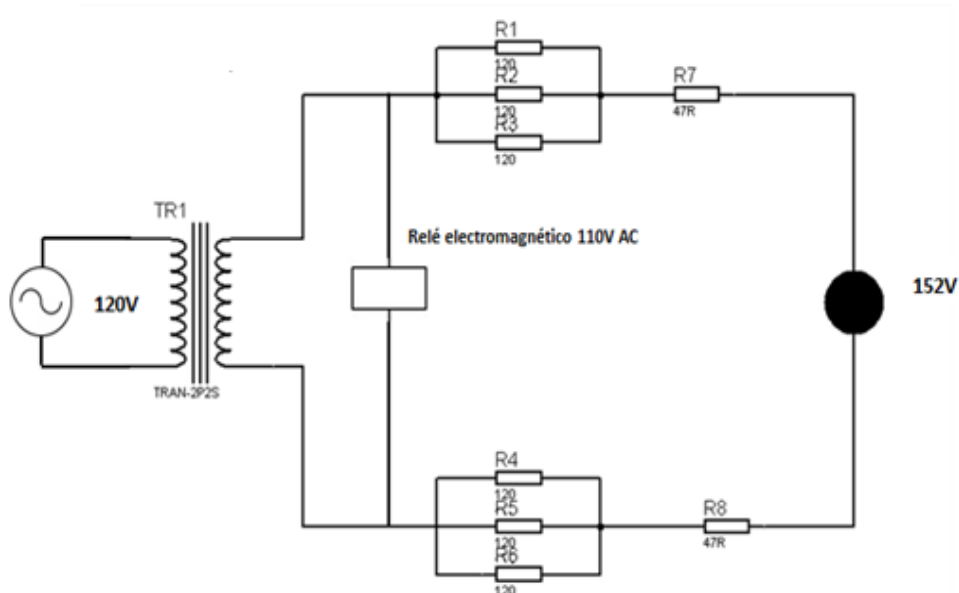 R1
120
R2
120
R3
120
R7
47R
TR1
120V
TRAN-2P2S
Relé electromagnético 110V AC
152V
R4
120
R5
120
R6
120
R8
47R